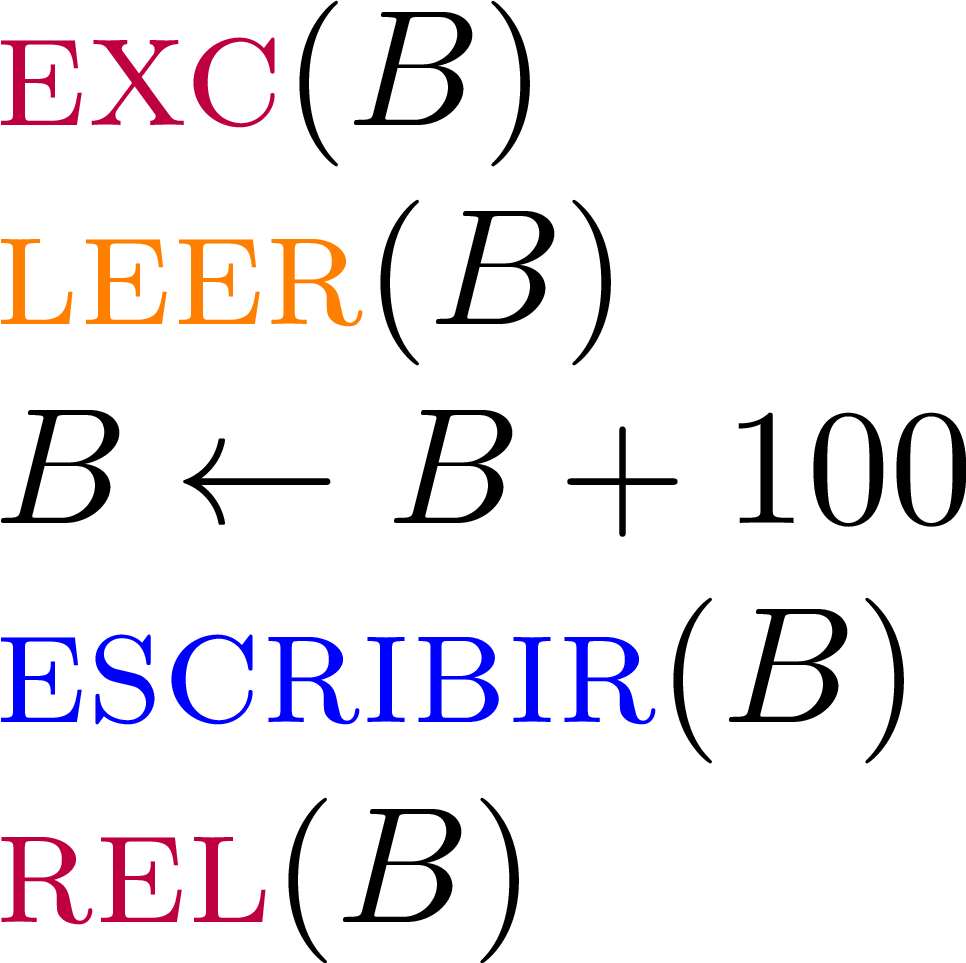 EXC(B)
LEER(B)
B ← B + 100
ESCRIBIR(B)
REL(B)